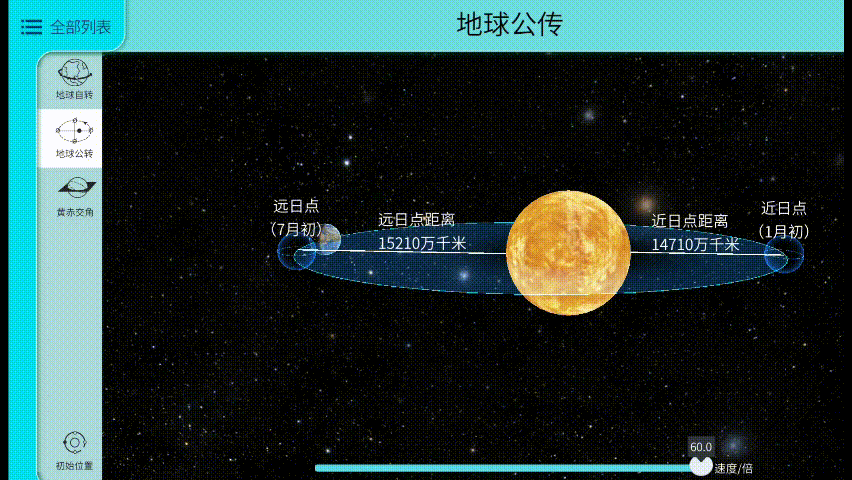 全部列表
地球公传
地球自转
地球公转
黄赤交角
远日点
（7月初）
远日点距离
15210万千米
近日点距离
14710万千米
近日点
（1月初）
初始位置
60.0
速度/倍